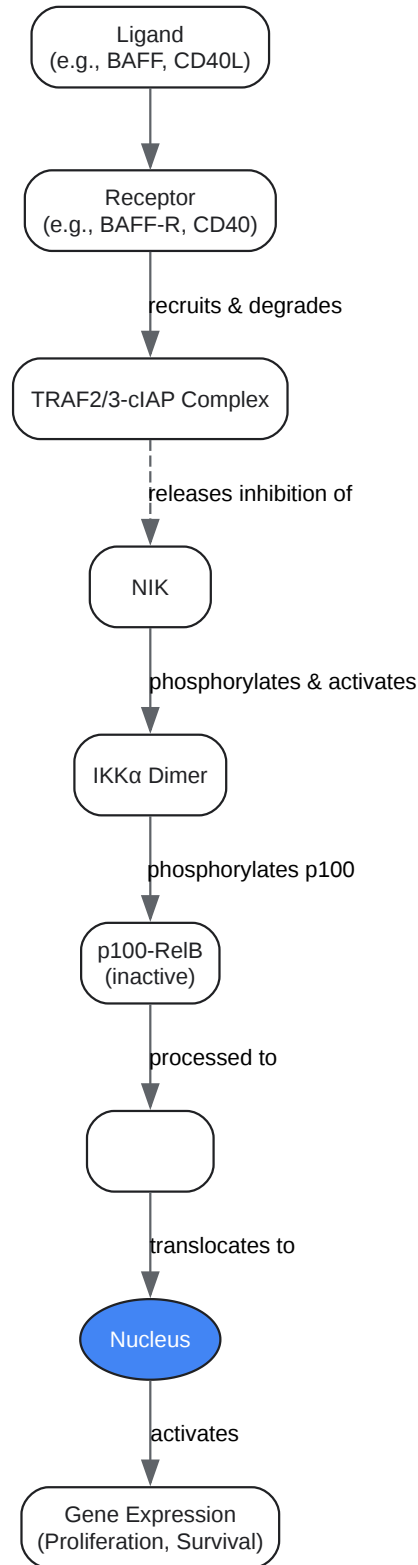 Ligand
(e.g., BAFF, CD40L)
Receptor
(e.g., BAFF-R, CD40)
recruits & degrades
TRAF2/3-cIAP Complex
releases inhibition of
NIK
phosphorylates & activates
IKKα Dimer
phosphorylates p100
p100-RelB
(inactive)
processed to
translocates to
Nucleus
activates
Gene Expression
(Proliferation, Survival)